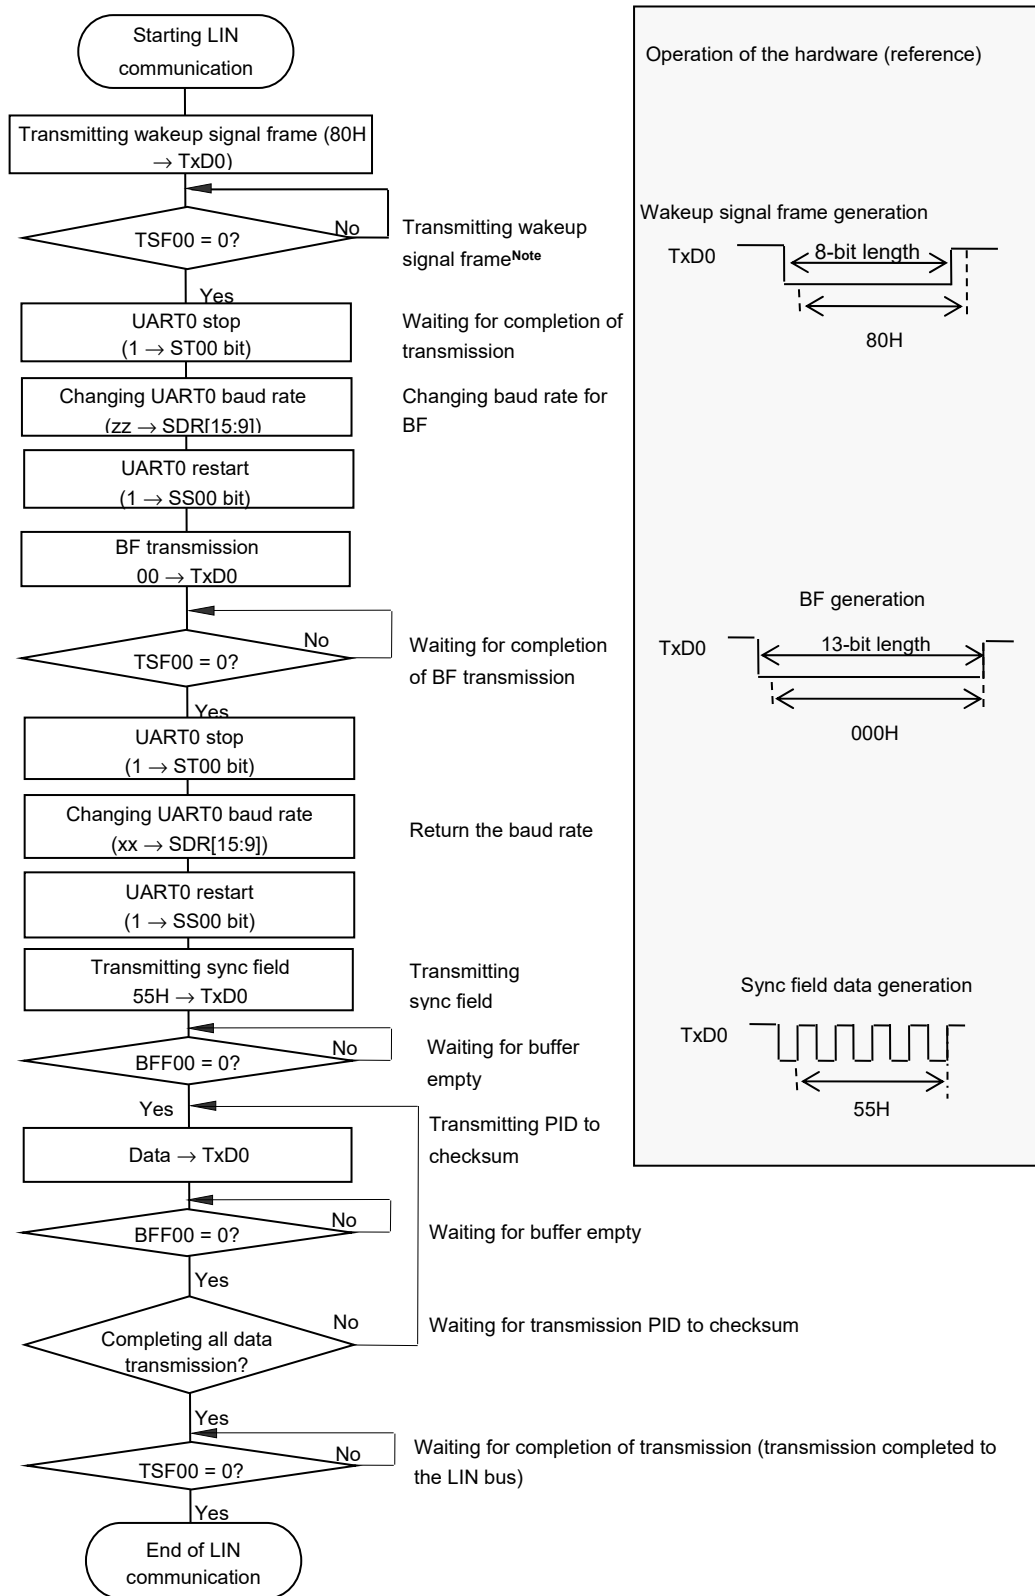 Starting LIN
communication
Transmitting wakeup signal frame (80H
→ TxD0)
TSF00 = 0?
No
Transmitting wakeup
signal frameNote
Yes
UART0 stop
(1 → ST00 bit)
Waiting for completion of
transmission
Changing UART0 baud rate
(zz → SDR[15:9])
Changing baud rate for
BF
UART0 restart
(1 → SS00 bit)
BF transmission
00 → TxD0
No
TSF00 = 0?
Waiting for completion
of BF transmission
Yes
UART0 stop
(1 → ST00 bit)
Changing UART0 baud rate
(xx → SDR[15:9])
Return the baud rate
UART0 restart
(1 → SS00 bit)
Transmitting sync field
55H → TxD0
Transmitting
sync field
BFF00 = 0?
No
Waiting for buffer
empty
Yes
Data → TxD0
Transmitting PID to
checksum
BFF00 = 0?
No
Waiting for buffer empty
Yes
Completing all data
transmission?
No
Waiting for transmission PID to checksum
Yes
TSF00 = 0?
No
Waiting for completion of transmission (transmission completed to
the LIN bus)
Yes
End of LIN
communication
Operation of the hardware (reference)
Wakeup signal frame generation
TxD0
8-bit length
80H
BF generation
TxD0
13-bit length
000H
Sync field data generation
TxD0
55H